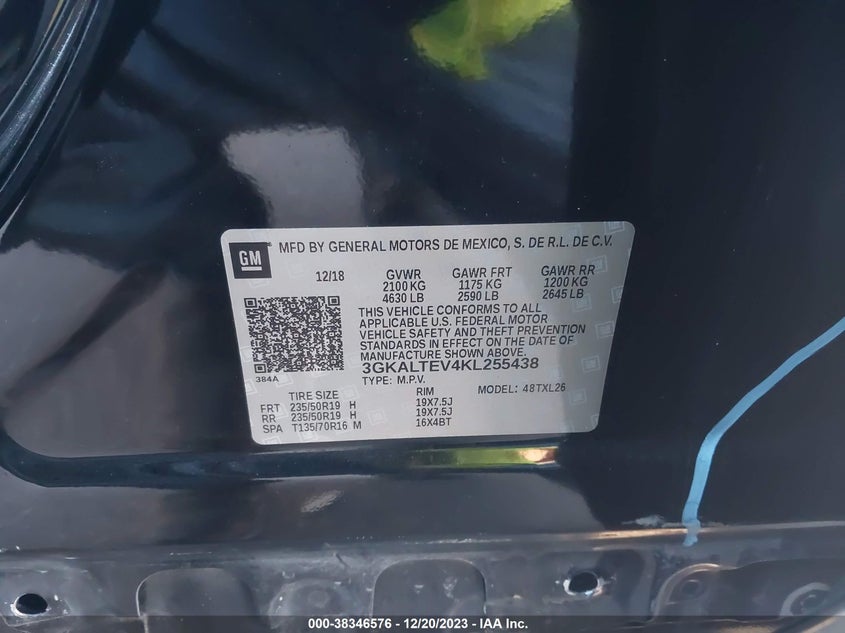 GM
MFD BY GENERAL MOTORS DE MEXICO, S. DE R.L. DE C.V.
12/18 GVWR GAWR FRT GAWR RR
2100 KG 1175 KG 1200 KG
4630 LB 2590 LB 2645 LB
THIS VEHICLE CONFORMS TO ALL
APPLICABLE U.S. FEDERAL MOTOR
VEHICLE SAFETY AND THEFT PREVENTION
STANDARDS IN EFFECT ON THE DATE OF
MANUFACTURE SHOWN ABOVE.
384A 3GKALTEV4KL255438
TYPE: M.P.V. MODEL: 48TXL26
TIRE SIZE RIM
FRT 235/50R19 H 19X7.5J
RR 235/50R19 H 19X7.5J
SPA T135/70R16 M 16X4BT
000-38346576 - 12/20/2023 - IAA Inc.